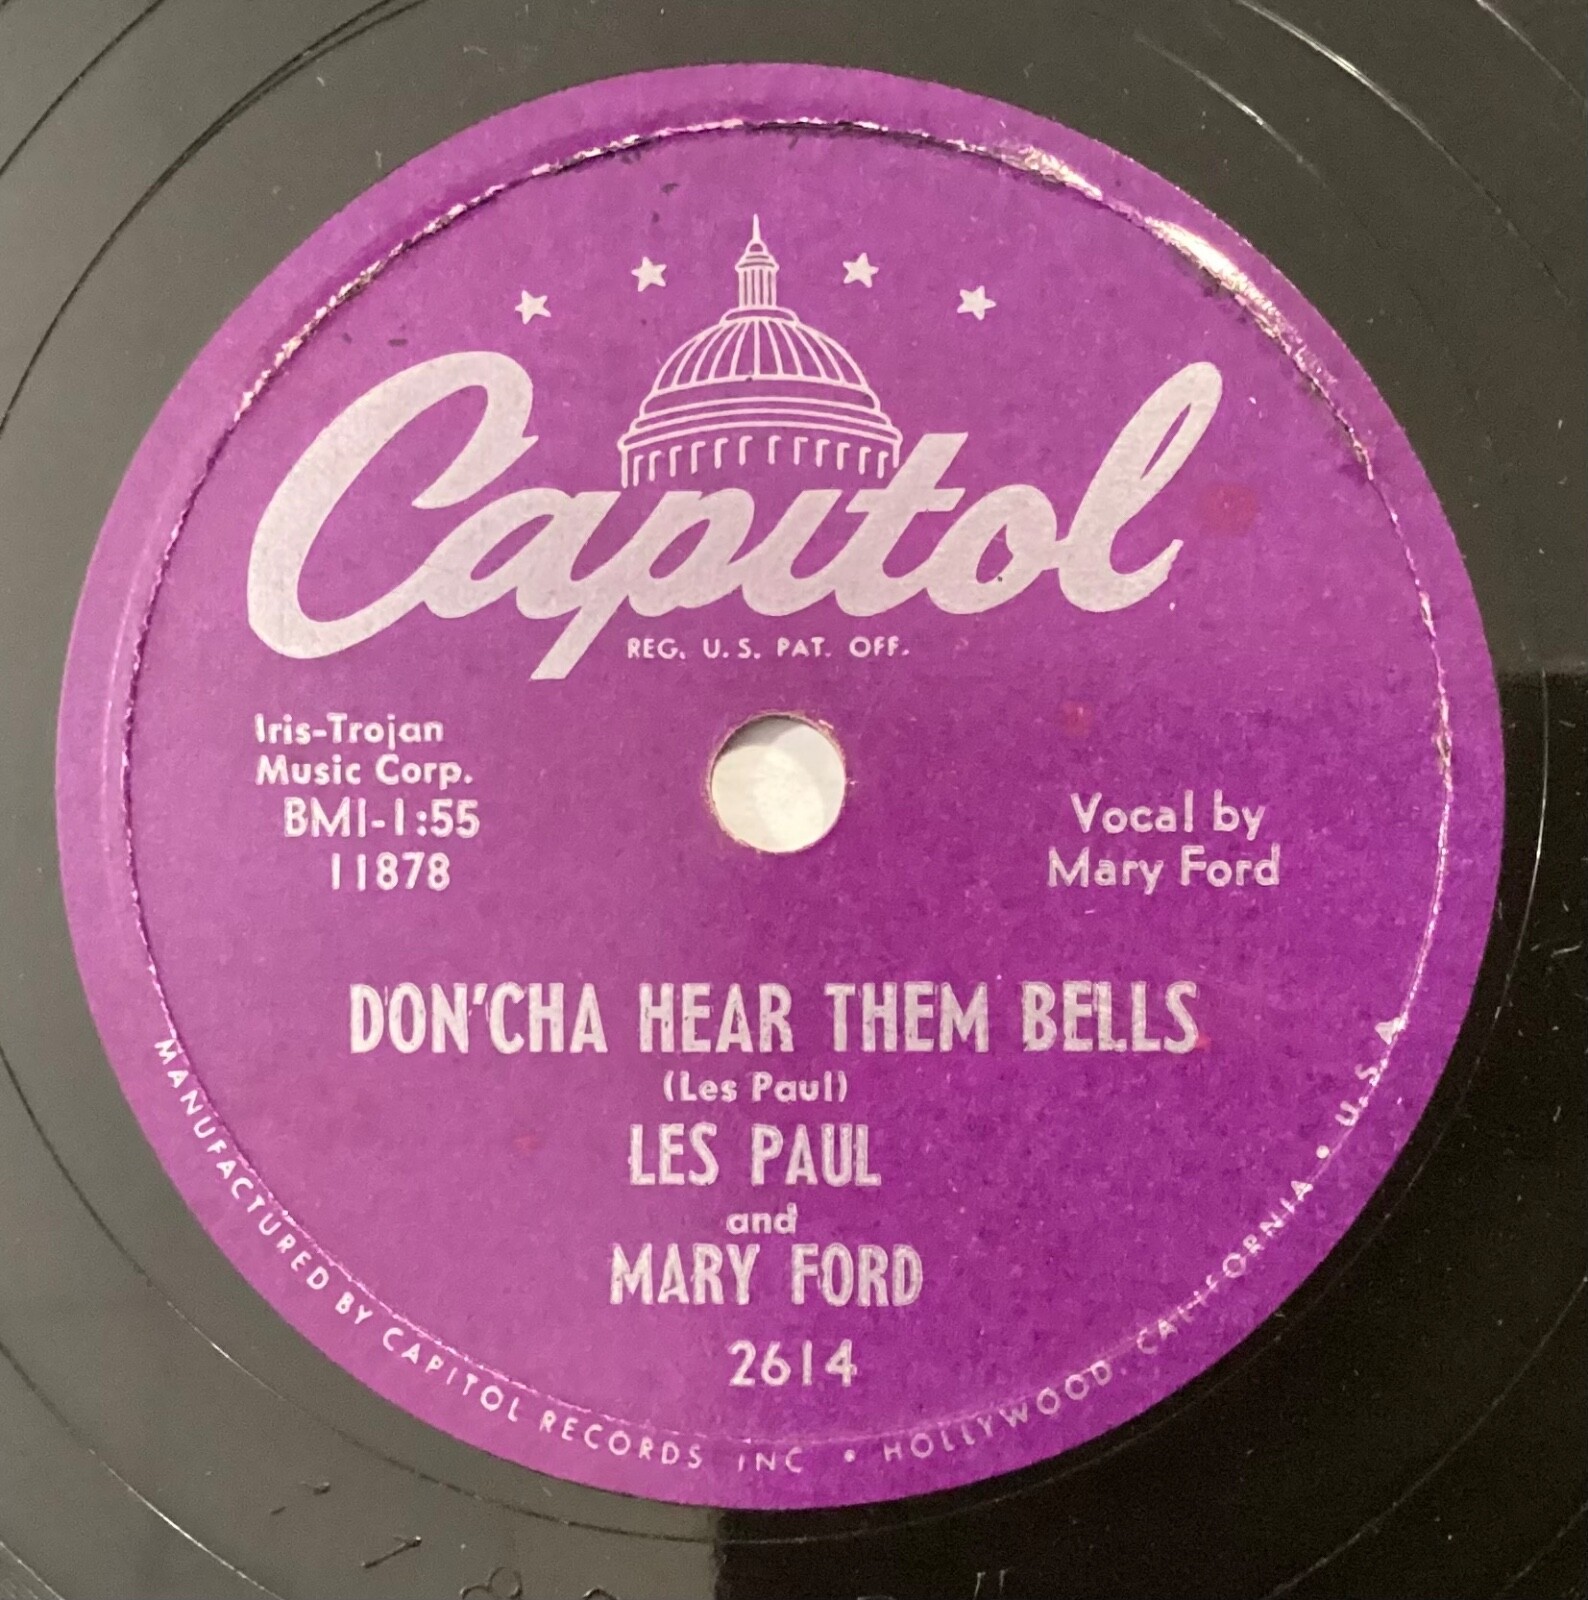 Capitol
REG. U.S. PAT. OFF.
Iris-Trojan
Music Corp.
BMI-1:55
11878
Vocal by
Mary Ford
DON'CHA HEAR THEM BELLS
(Les Paul)
LES PAUL
and
MARY FORD
2614
MANUFACTURED BY CAPITOL RECORDS INC • HOLLYWOOD, CALIFORNIA • U.S.A